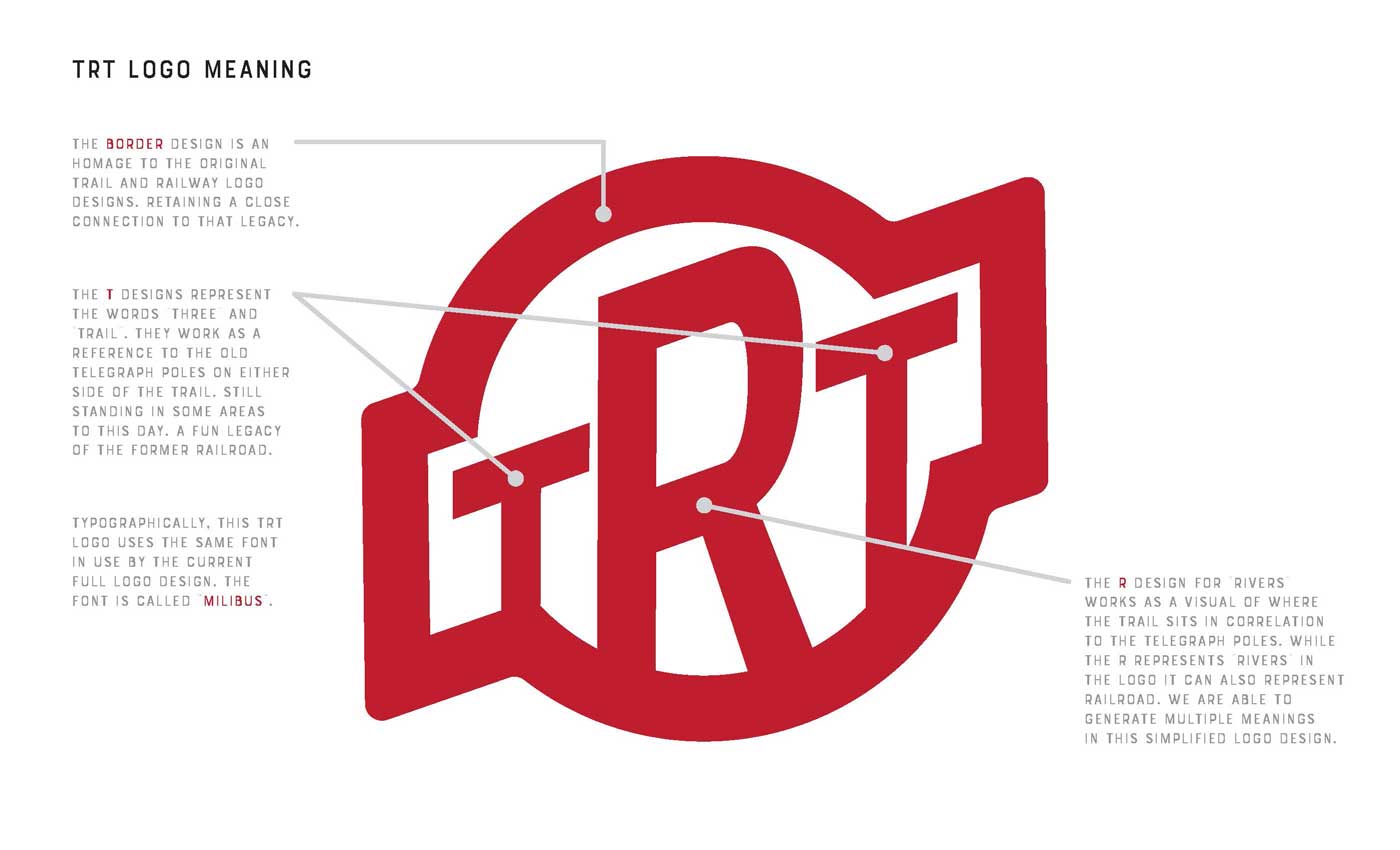 TRT LOGO MEANING
THE BORDER DESIGN IS AN
HOMAGE TO THE ORIGINAL
TRAIL AND RAILWAY LOGO
DESIGNS. RETAINING A CLOSE
CONNECTION TO THAT LEGACY.
THE T DESIGNS REPRESENT
THE WORDS "THREE" AND
"TRAIL". THEY WORK AS A
REFERENCE TO THE OLD
TELEGRAPH POLES ON EITHER
SIDE OF THE TRAIL. STILL
STANDING IN SOME AREAS
TO THIS DAY. A FUN LEGACY
OF THE FORMER RAILROAD.
TYPOGRAPHICALLY, THIS TRT
LOGO USES THE SAME FONT
IN USE BY THE CURRENT
FULL LOGO DESIGN. THE
FONT IS CALLED "MILIBUS".
TRT
THE R DESIGN FOR "RIVERS"
WORKS AS A VISUAL OF WHERE
THE TRAIL SITS IN CORRELATION
TO THE TELEGRAPH POLES. WHILE
THE R REPRESENTS "RIVERS" IN
THE LOGO IT CAN ALSO REPRESENT
RAILROAD. WE ARE ABLE TO
GENERATE MULTIPLE MEANINGS
IN THIS SIMPLIFIED LOGO DESIGN.